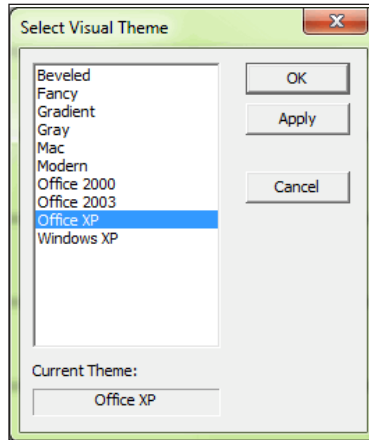 Select Visual Theme
Beveled
Fancy
Gradient
Gray
Mac
Modern
Office 2000
Office 2003
Office XP
Windows XP
OK
Apply
Cancel
Current Theme:
Office XP